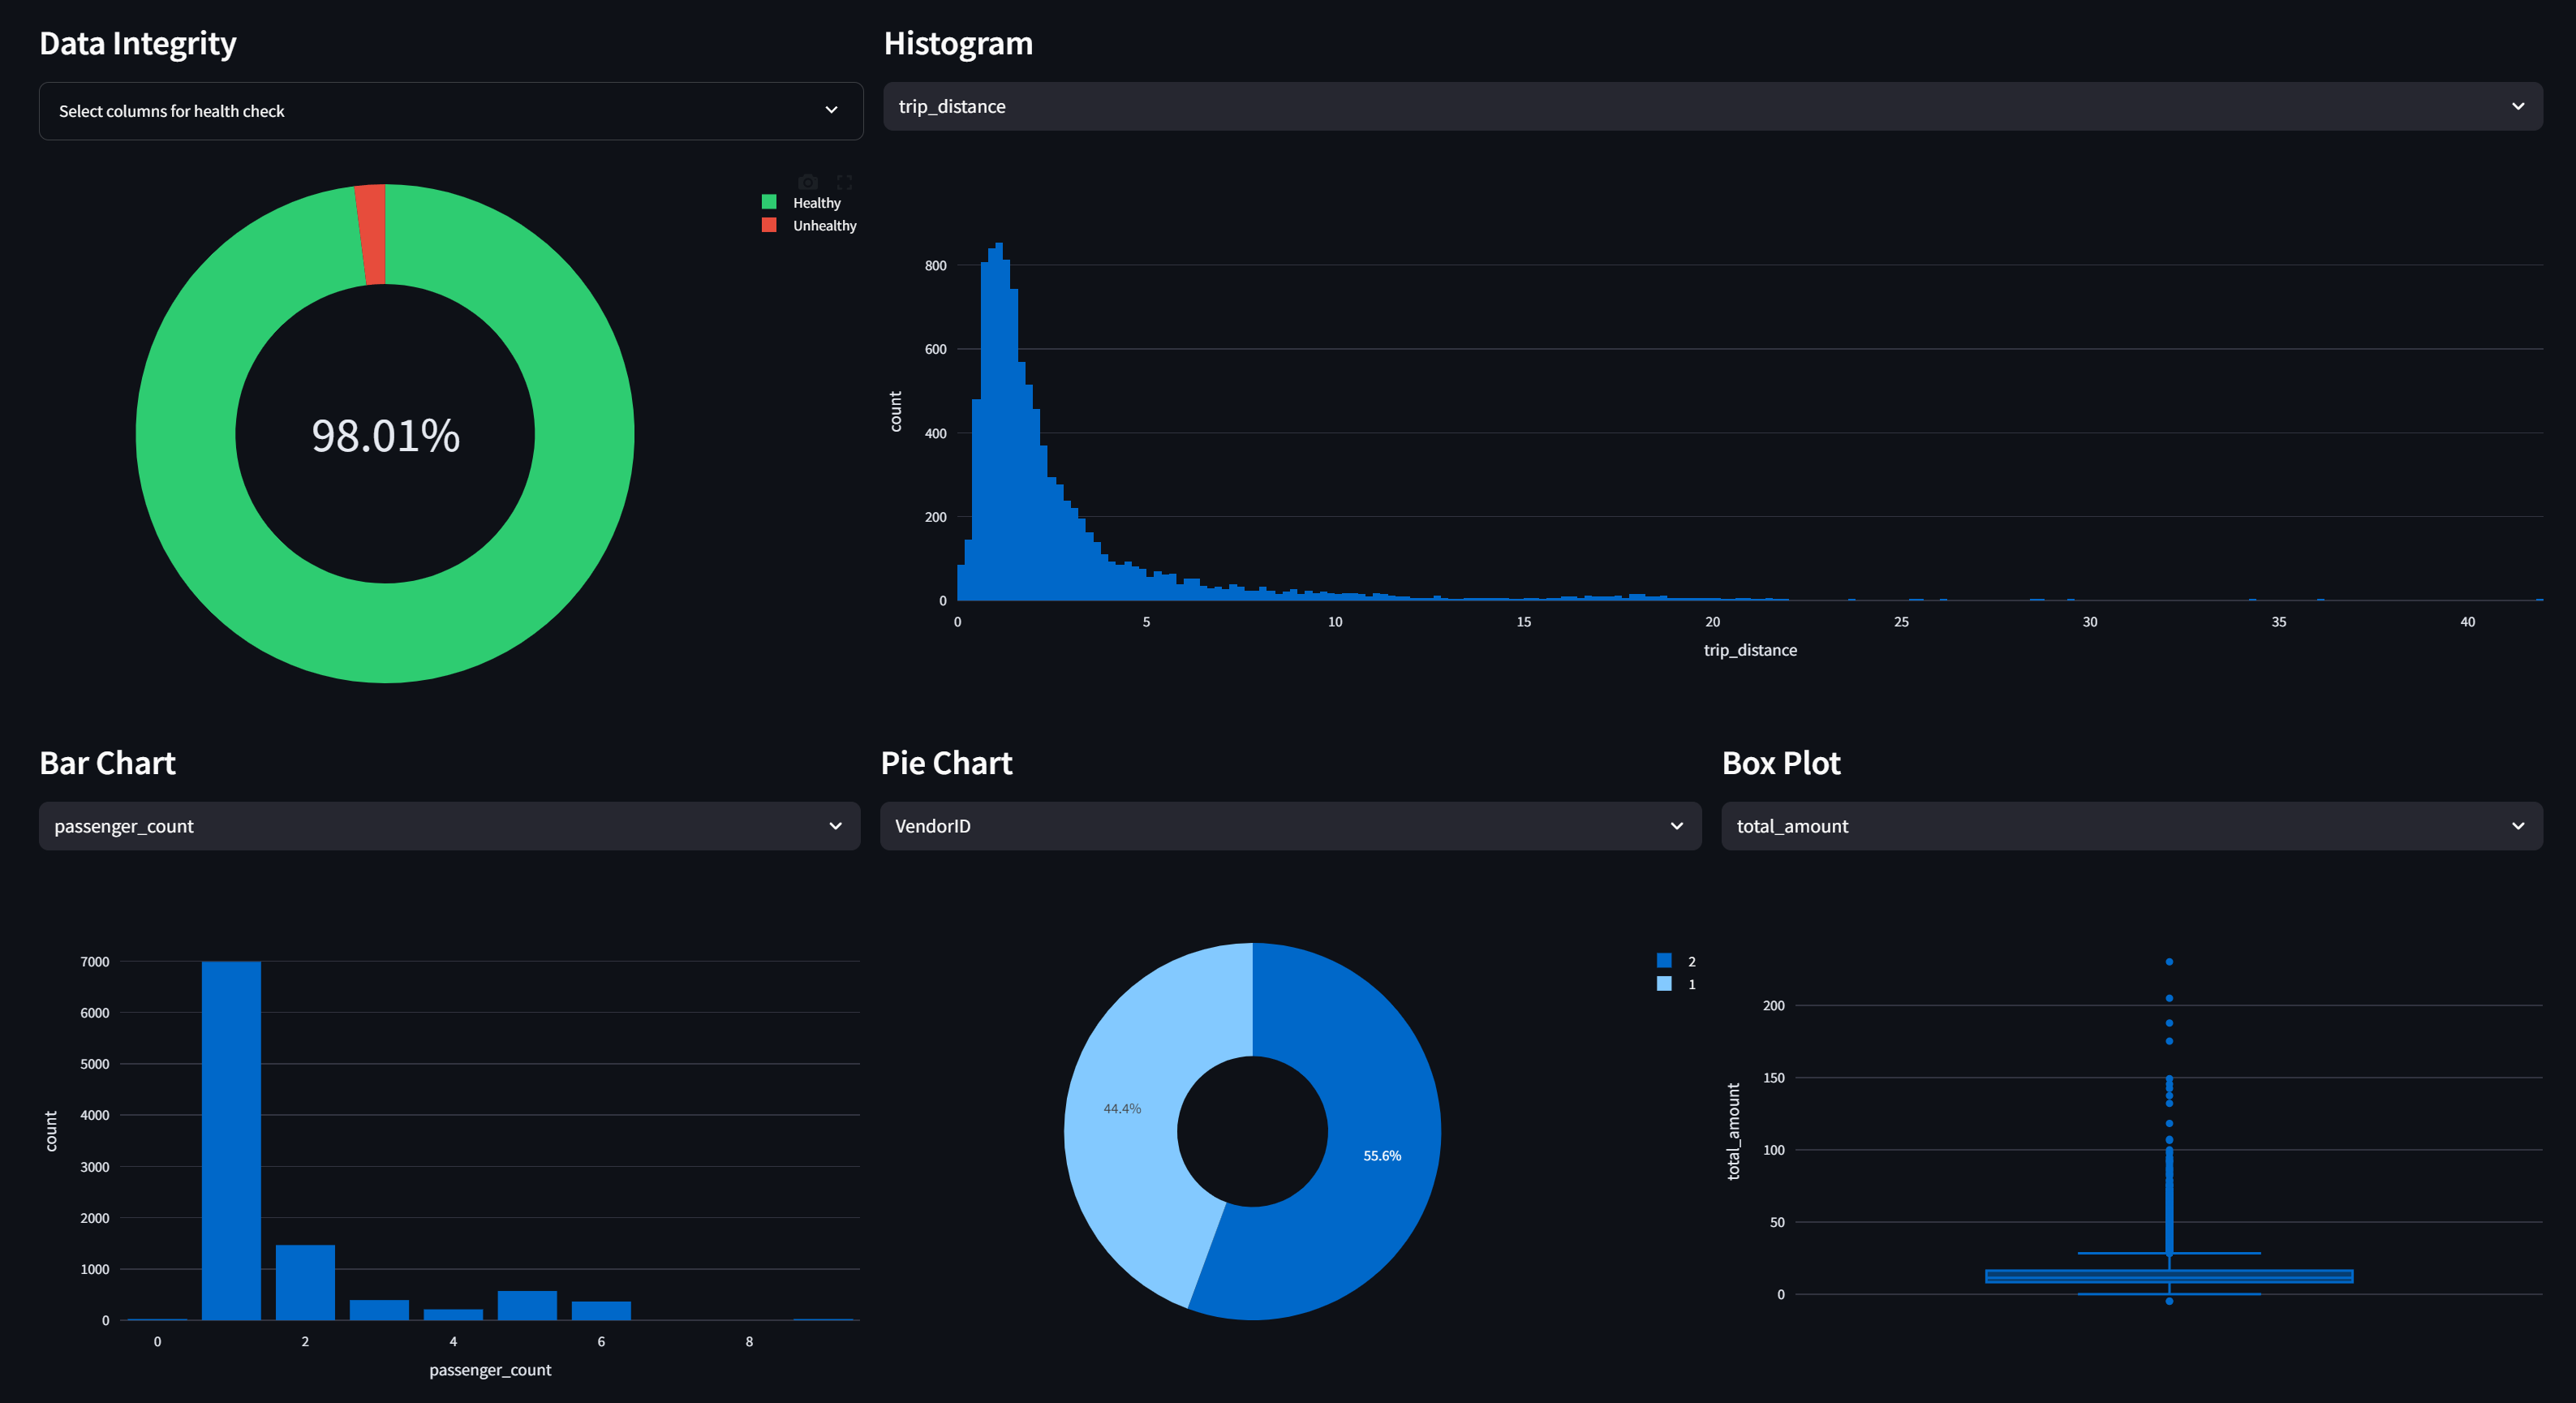 Data Integrity
Select columns for health check
Healthy
Unhealthy
98.01%
Histogram
trip_distance
800
600
400
200
0
count
0 5 10 15 20 25 30 35 40
trip_distance
Bar Chart
passenger_count
7000
6000
5000
4000
3000
2000
1000
0
count
0 2 4 6 8
passenger_count
Pie Chart
VendorID
2
1
44.4%
55.6%
Box Plot
total_amount
200
150
100
50
0
total_amount